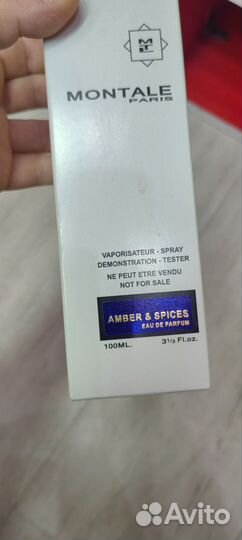 MONTALE
PARIS
VAPORISATEUR - SPRAY
DEMONSTRATION - TESTER
NE PEUT ETRE VENDU
NOT FOR SALE
AMBER & SPICES
EAU DE PARFUM
100ML. 3 1/3 Fl.oz.
Avito